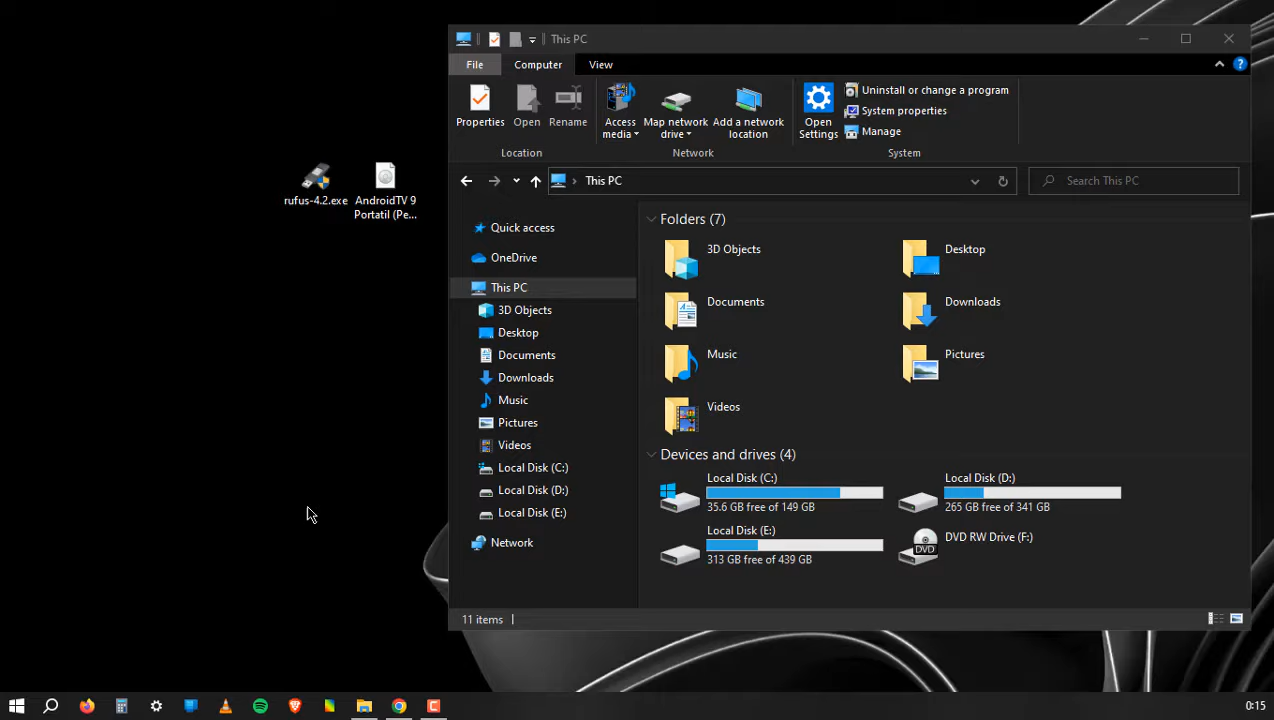 This PC
File
Computer
View
Properties
Open
Rename
Access
media
Map network
drive
Add a network
location
Open
Settings
Uninstall or change a program
System properties
Manage
Location
Network
System
This PC
Search This PC
rufus-4.2.exe
AndroidTV 9
Portatil (Pe...
Quick access
OneDrive
This PC
3D Objects
Desktop
Documents
Downloads
Music
Pictures
Videos
Local Disk (C:)
Local Disk (D:)
Local Disk (E:)
Network
Folders (7)
3D Objects
Desktop
Documents
Downloads
Music
Pictures
Videos
Devices and drives (4)
Local Disk (C:)
35.6 GB free of 149 GB
Local Disk (D:)
265 GB free of 341 GB
Local Disk (E:)
313 GB free of 439 GB
DVD RW Drive (F:)
DVD
11 items
0:15